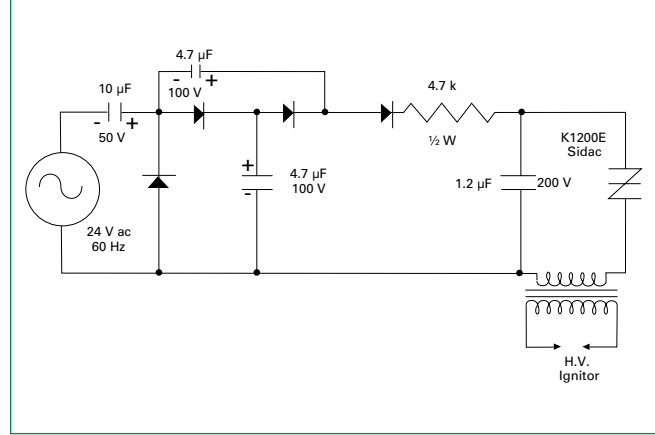 4.7 µF
- +
100 V
10 µF
- +
50 V
4.7 k
½ W
K1200E
Sidac
+
-
4.7 µF
100 V
1.2 µF
200 V
24 V ac
60 Hz
H.V.
Ignitor